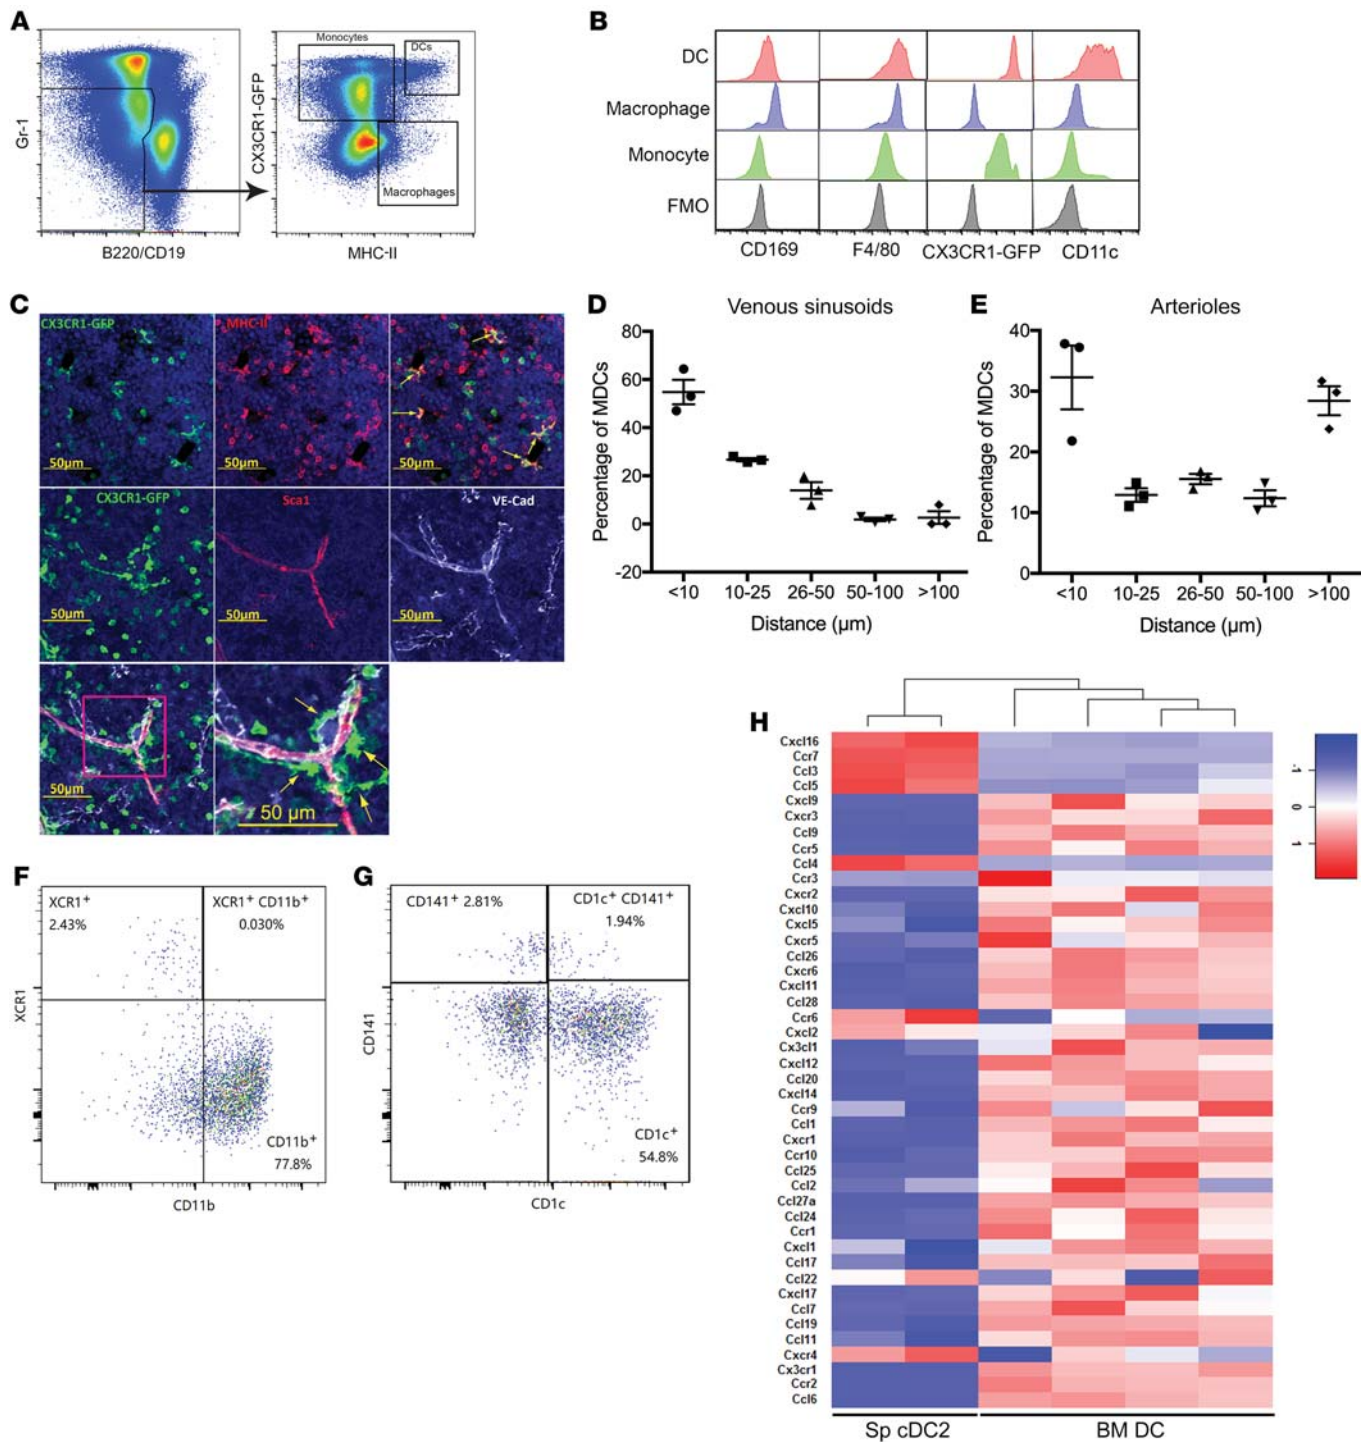 A
Gr-1
B220/CD19
CX3CR1-GFP
Monocytes
DCs
Macrophages
MHC-II
B
DC
Macrophage
Monocyte
FMO
CD169
F4/80
CX3CR1-GFP
CD11c
C
CX3CR1-GFP
MHC-II
50μm
50μm
50μm
CX3CR1-GFP
Sca1
VE-Cad
50μm
50μm
50μm
50μm
50 μm
D
Venous sinusoids
Percentage of MDCs
80
60
40
20
0
-20
<10
10-25
26-50
50-100
>100
Distance (μm)
E
Arterioles
Percentage of MDCs
40
30
20
10
0
<10
10-25
26-50
50-100
>100
Distance (μm)
F
XCR1+
2.43%
XCR1+ CD11b+
0.030%
CD11b+
77.8%
XCR1
CD11b
G
CD141+ 2.81%
CD1c+ CD141+
1.94%
CD1c+
54.8%
CD141
CD1c
H
Cxcl16
Ccr7
Ccl3
Ccl5
Cxcl9
Cxcr3
Ccl9
Ccr5
Ccl4
Ccr3
Cxcr2
Cxcl10
Cxcl5
Cxcr5
Ccl26
Cxcr6
Cxcl11
Ccl28
Ccr6
Cxcl2
Cx3cl1
Cxcl12
Ccl20
Cxcl14
Ccr9
Ccl1
Cxcr1
Ccr10
Ccl25
Ccl2
Ccl27a
Ccl24
Ccr1
Cxcl1
Ccl17
Ccl22
Cxcl17
Ccl7
Ccl19
Ccl11
Cxcr4
Cx3cr1
Ccr2
Ccl6
Sp cDC2
BM DC
-1
0
1